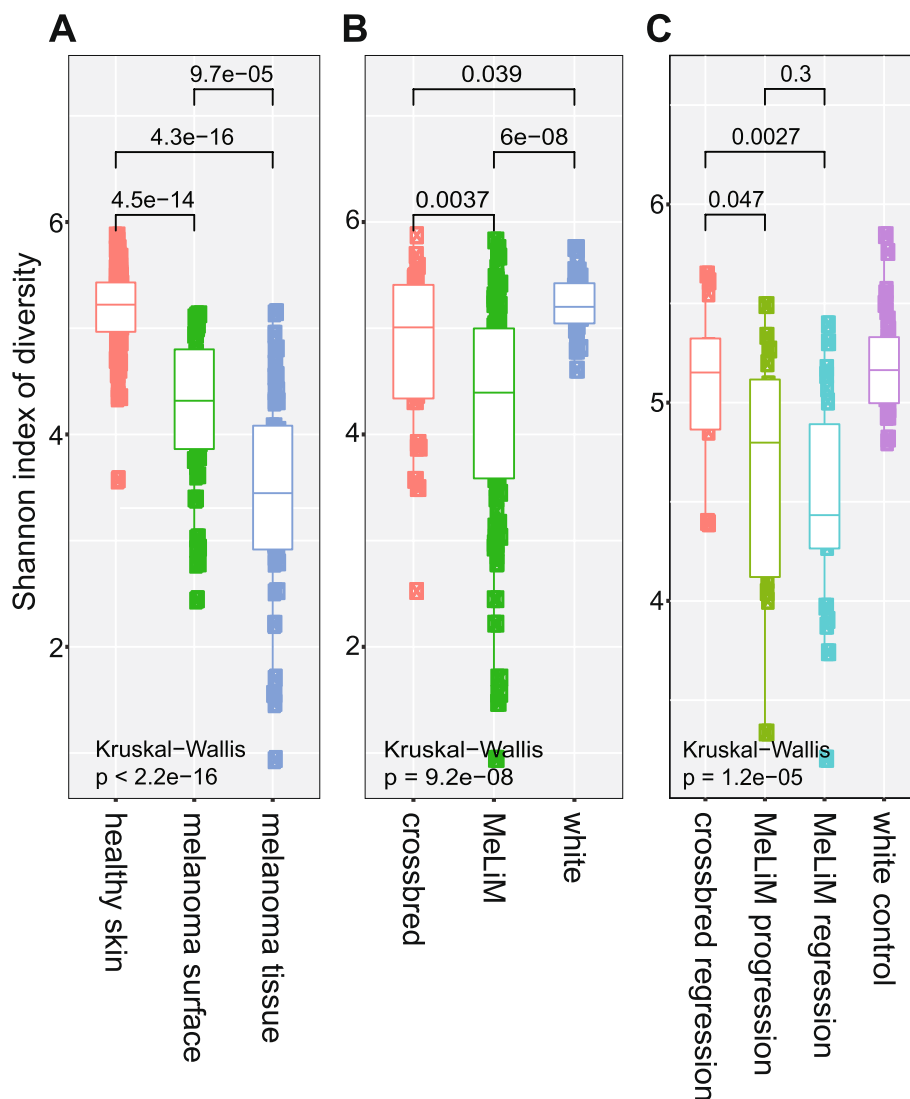 A
B
C
Shannon index of diversity
9.7e−05
4.3e−16
4.5e−14
6
4
2
Kruskal−Wallis
p < 2.2e−16
healthy skin
melanoma surface
melanoma tissue
0.039
6e−08
0.0037
6
4
2
Kruskal−Wallis
p = 9.2e−08
crossbred
MeLiM
white
0.3
0.0027
0.047
6
5
4
Kruskal−Wallis
p = 1.2e−05
crossbred regression
MeLiM progression
MeLiM regression
white control